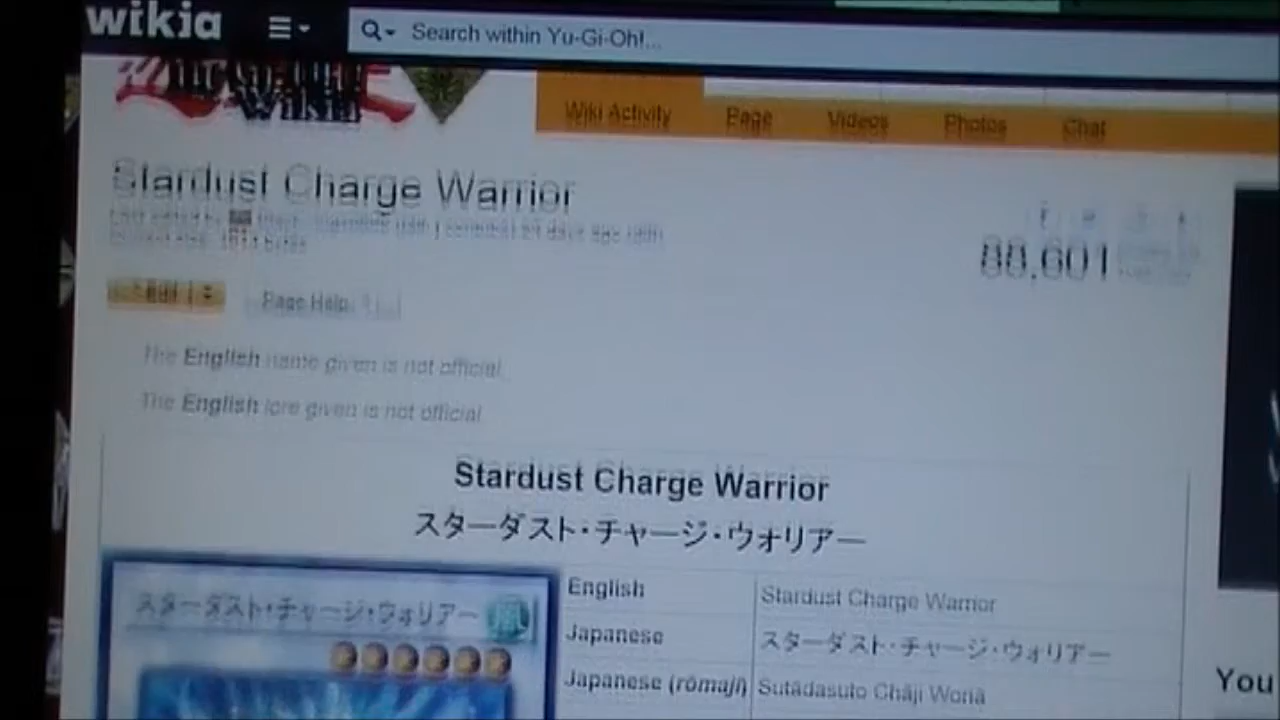 wikia
Search within Yu-Gi-Oh!...
Wiki
Wiki Activity Page Videos Photos Chat
Stardust Charge Warrior
88,601
Edit
Page Help
The English name given is not official
The English lore given is not official
Stardust Charge Warrior
スターダスト・チャージ・ウォリアー
スターダスト・チャージ・ウォリアー 風
English Stardust Charge Warrior
Japanese スターダスト・チャージ・ウォリアー
Japanese (rōmaji) Sutādasuto Chāji Woriā
You